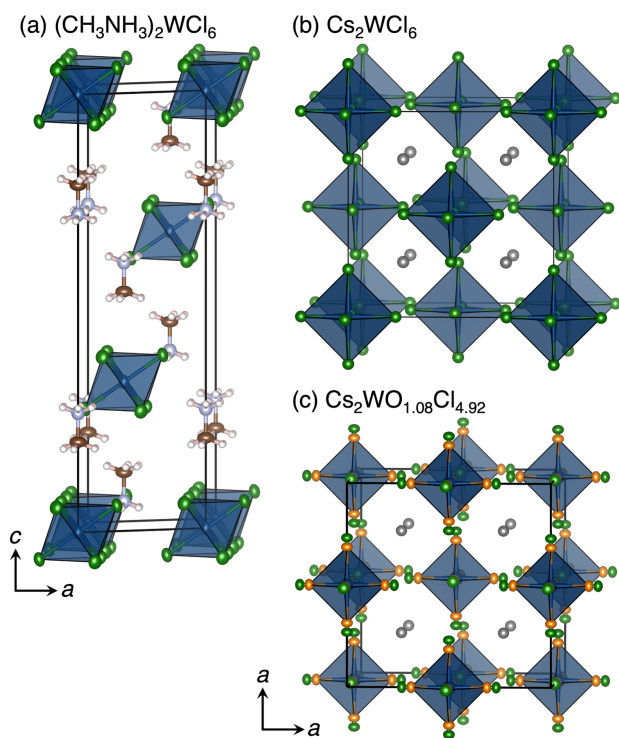 (a) (CH₃NH₃)₂WCl₆
c
a
(b) Cs₂WCl₆
(c) Cs₂WO₁.₀₈Cl₄.₉₂
a
a